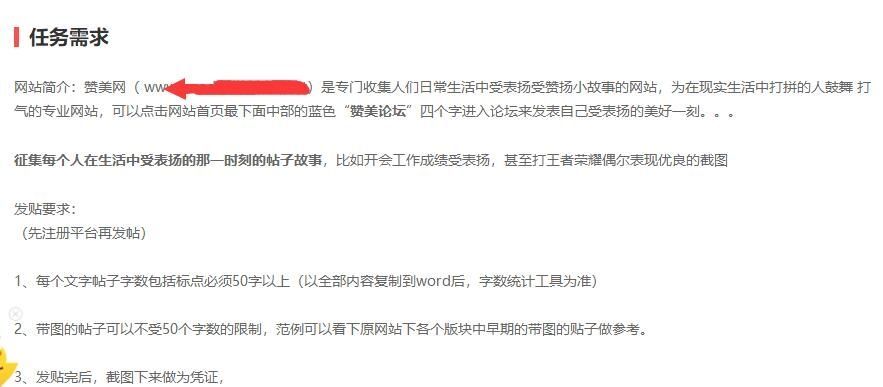 任务需求
网站简介：赞美网（ www）是专门收集人们日常生活中受表扬受赞扬小故事的网站，为在现实生活中打拼的人鼓舞 打
气的专业网站，可以点击网站首页最下面中部的蓝色“赞美论坛”四个字进入论坛来发表自己受表扬的美好一刻。。。
征集每个人在生活中受表扬的那一时刻的帖子故事，比如开会工作成绩受表扬，甚至打王者荣耀偶尔表现优良的截图
发贴要求：
（先注册平台再发帖）
1、每个文字帖子字数包括标点必须50字以上（以全部内容复制到word后，字数统计工具为准）
2、带图的帖子可以不受50个字数的限制，范例可以看下原网站下各个版块中早期的带图的贴子做参考。
3、发贴完后，截图下来做为凭证，